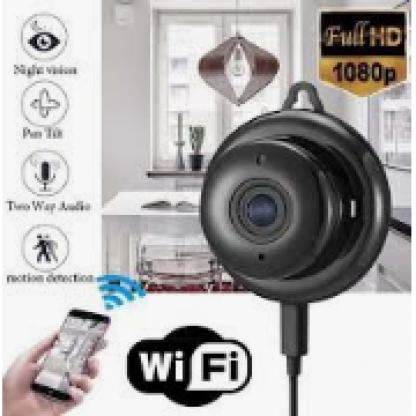 Full HD
1080p
Night vision
Pan Tilt
Two Way Audio
motion detection
WiFi